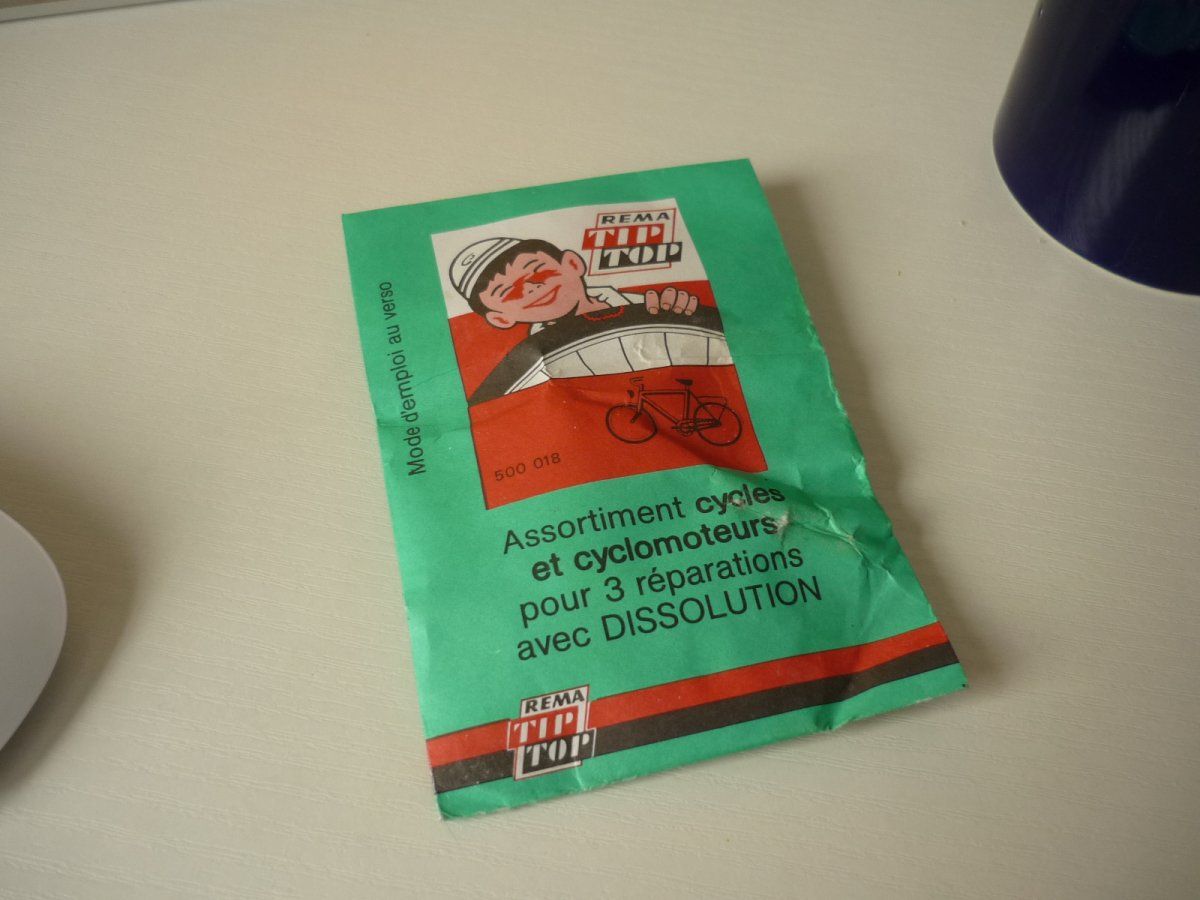 REMA
TIP
TOP
Mode d'emploi au verso
500 018
Assortiment cycles
et cyclomoteurs
pour 3 réparations
avec DISSOLUTION
REMA
TIP
TOP